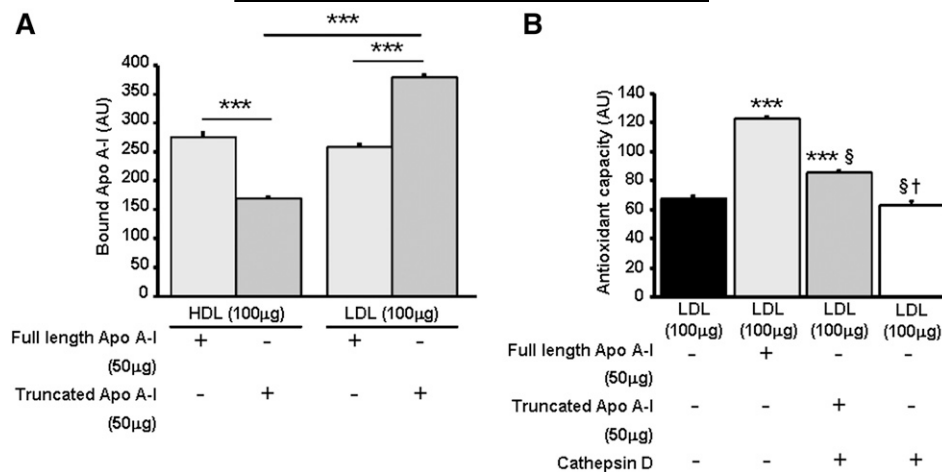 A
B
***
***
***
Bound Apo A-I (AU)
400
350
300
250
200
150
100
50
0
HDL (100µg)
LDL (100µg)
Full length Apo A-I
(50µg)
+ - + -
Truncated Apo A-I
(50µg)
- + - +
Antioxidant capacity (AU)
140
120
100
80
60
40
20
0
***
*** §
§ †
LDL LDL LDL LDL
(100µg) (100µg) (100µg) (100µg)
Full length Apo A-I
(50µg)
- + - -
Truncated Apo A-I
(50µg)
- - + -
Cathepsin D
- - + +